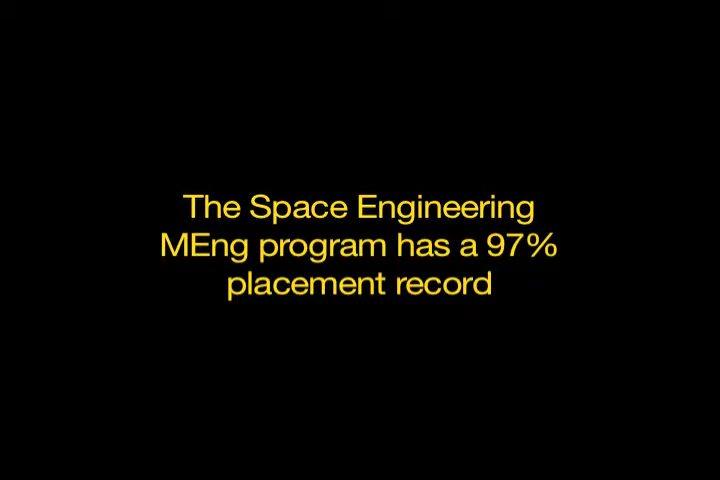 The Space Engineering
MEng program has a 97%
placement record